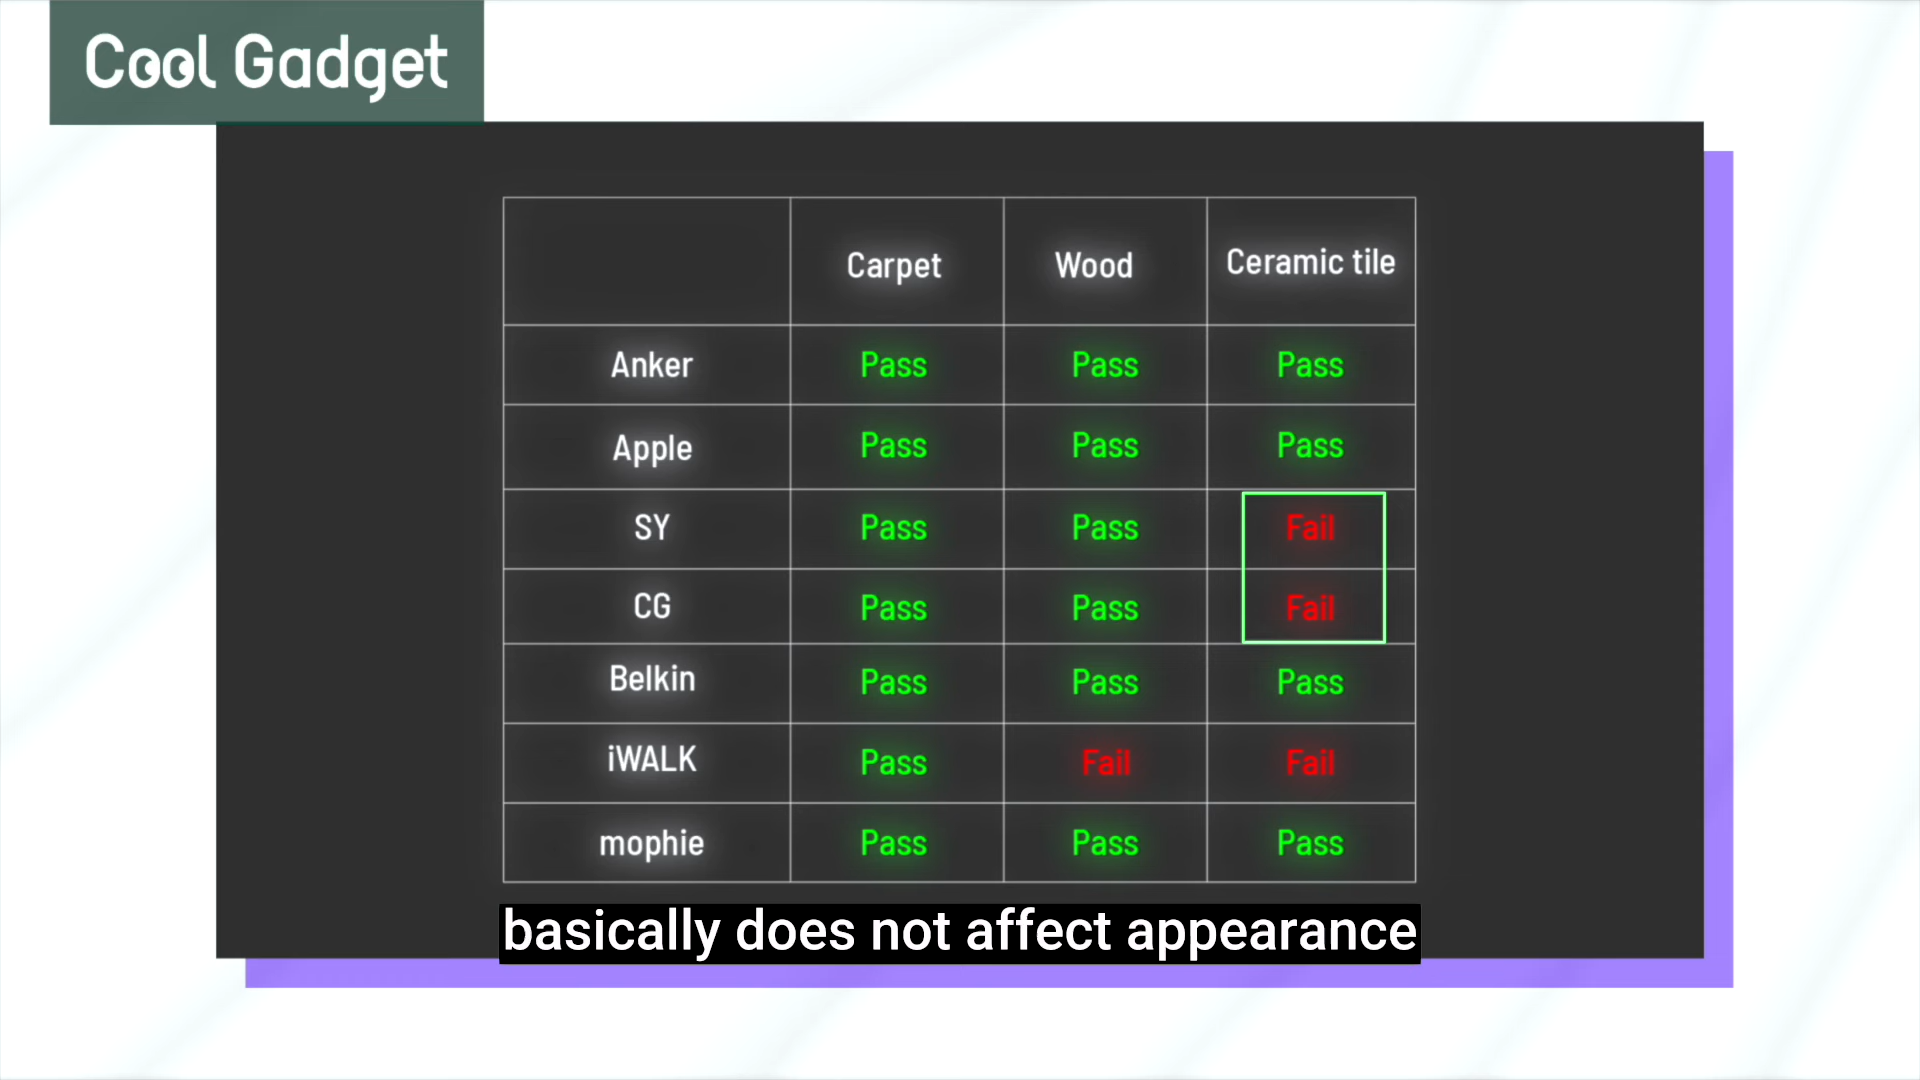 Cool Gadget
Carpet Wood Ceramic tile
Anker Pass Pass Pass
Apple Pass Pass Pass
SY Pass Pass Fail
CG Pass Pass Fail
Belkin Pass Pass Pass
iWALK Pass Fail Fail
mophie Pass Pass Pass
basically does not affect appearance